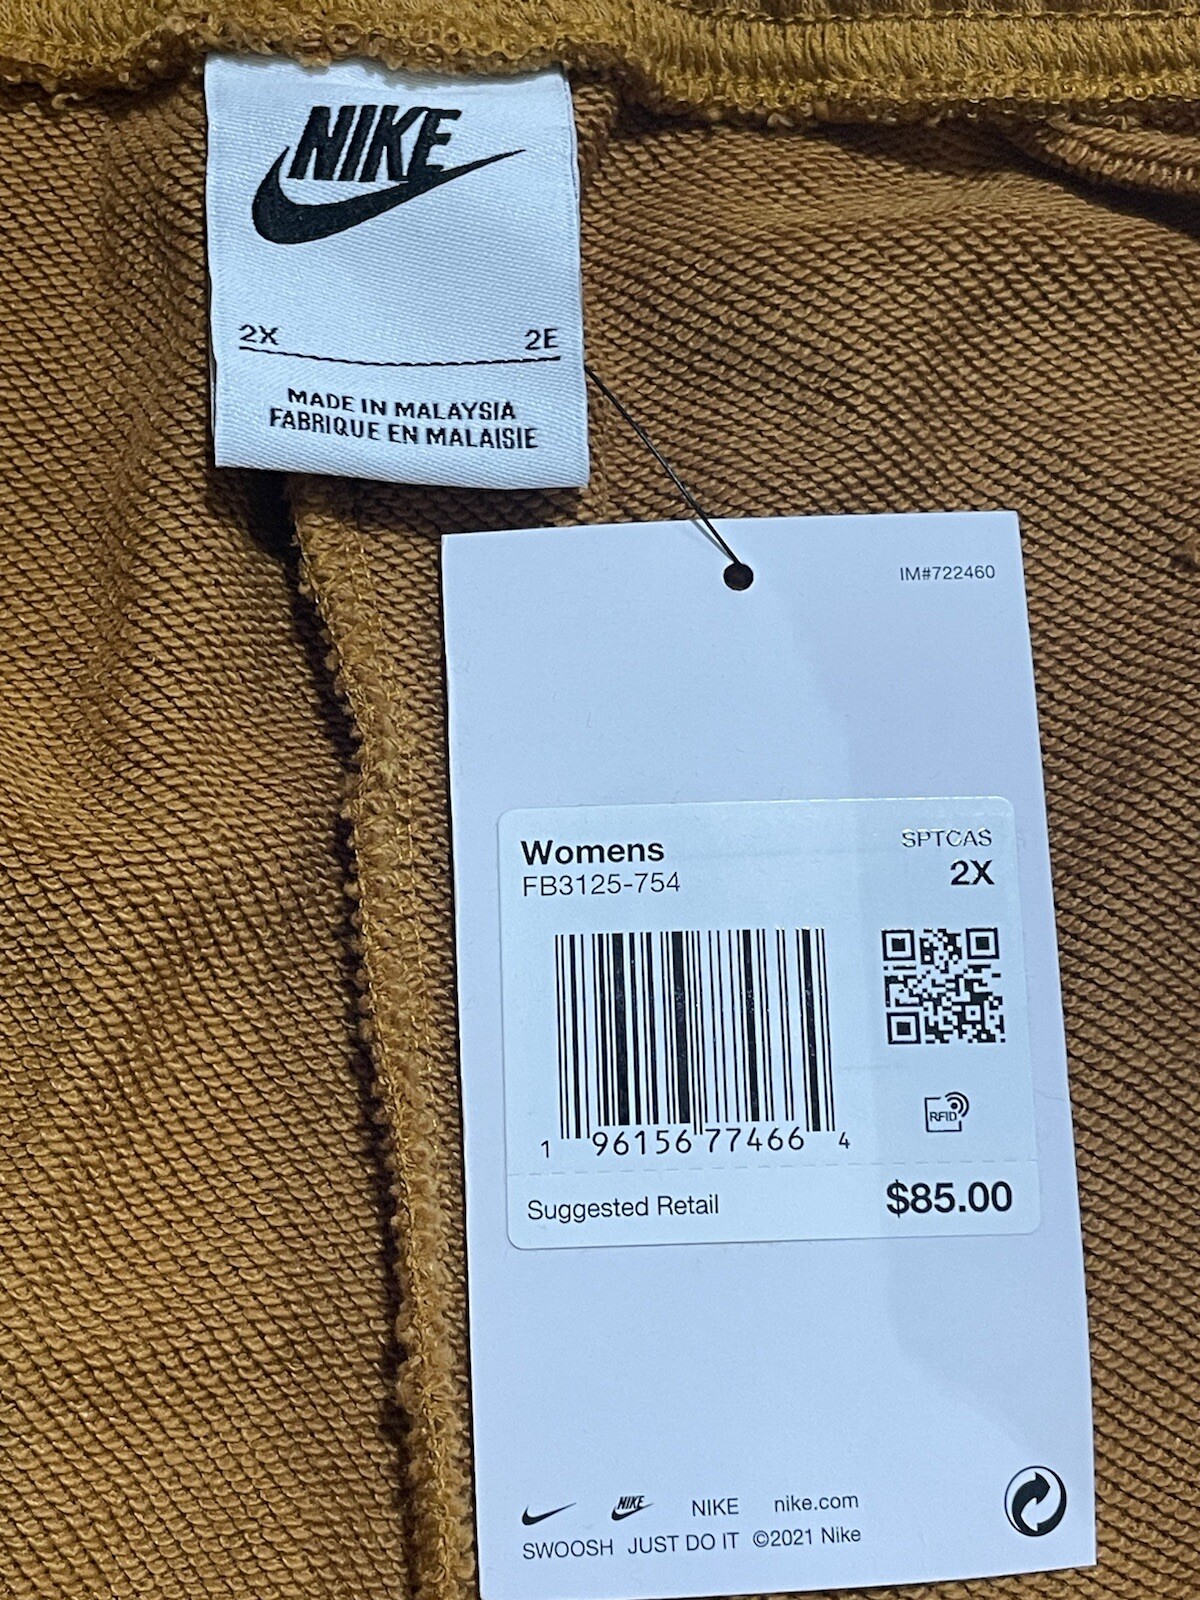 NIKE
2X 2E
MADE IN MALAYSIA
FABRIQUE EN MALAISIE
IM#722460
Womens SPTCAS
FB3125-754 2X
RFID
1 96156 77466 4
Suggested Retail $85.00
NIKE NIKE nike.com
SWOOSH JUST DO IT ©2021 Nike